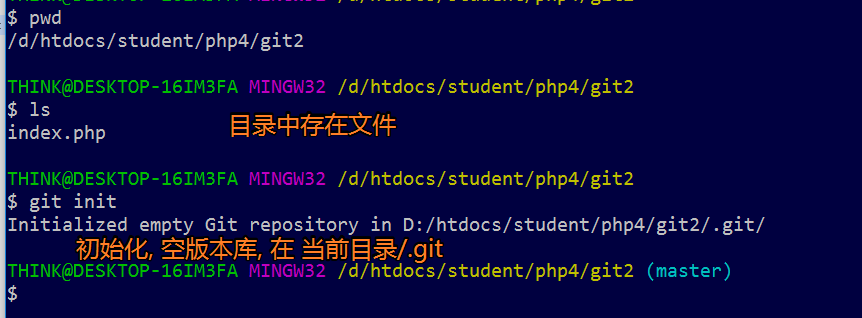 THINK@DESKTOP-16IM3FA MINGW32 /d/htdocs/student/php4/git2
$ pwd
/d/htdocs/student/php4/git2
THINK@DESKTOP-16IM3FA MINGW32 /d/htdocs/student/php4/git2
$ ls
index.php
目录中存在文件
THINK@DESKTOP-16IM3FA MINGW32 /d/htdocs/student/php4/git2
$ git init
Initialized empty Git repository in D:/htdocs/student/php4/git2/.git/
初始化, 空版本库, 在 当前目录/.git
THINK@DESKTOP-16IM3FA MINGW32 /d/htdocs/student/php4/git2 (master)
$